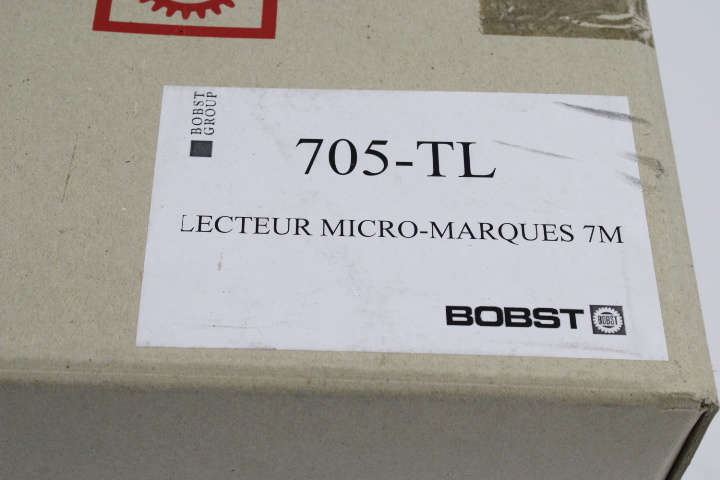 BOBST
GROUP
705-TL
LECTEUR MICRO-MARQUES 7M
BOBST
BOBST